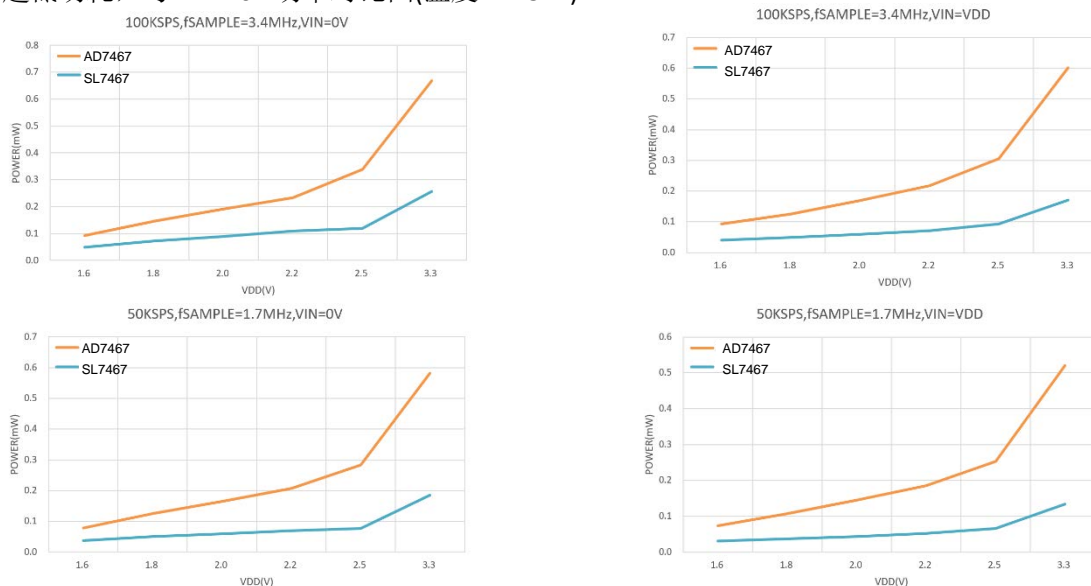 100KSPS,fSAMPLE=3.4MHz,VIN=0V
0.8
0.7
0.6
0.5
0.4
0.3
0.2
0.1
0.0
POWER(mW)
AD7467
SL7467
1.6 1.8 2.0 2.2 2.5 3.3
VDD(V)
100KSPS,fSAMPLE=3.4MHz,VIN=VDD
0.7
0.6
0.5
0.4
0.3
0.2
0.1
0.0
POWER(mW)
AD7467
SL7467
1.6 1.8 2.0 2.2 2.5 3.3
VDD(V)
50KSPS,fSAMPLE=1.7MHz,VIN=0V
0.7
0.6
0.5
0.4
0.3
0.2
0.1
0.0
POWER(mW)
AD7467
SL7467
1.6 1.8 2.0 2.2 2.5 3.3
VDD(V)
50KSPS,fSAMPLE=1.7MHz,VIN=VDD
0.6
0.5
0.4
0.3
0.2
0.1
0.0
POWER(mW)
AD7467
SL7467
1.6 1.8 2.0 2.2 2.5 3.3
VDD(V)